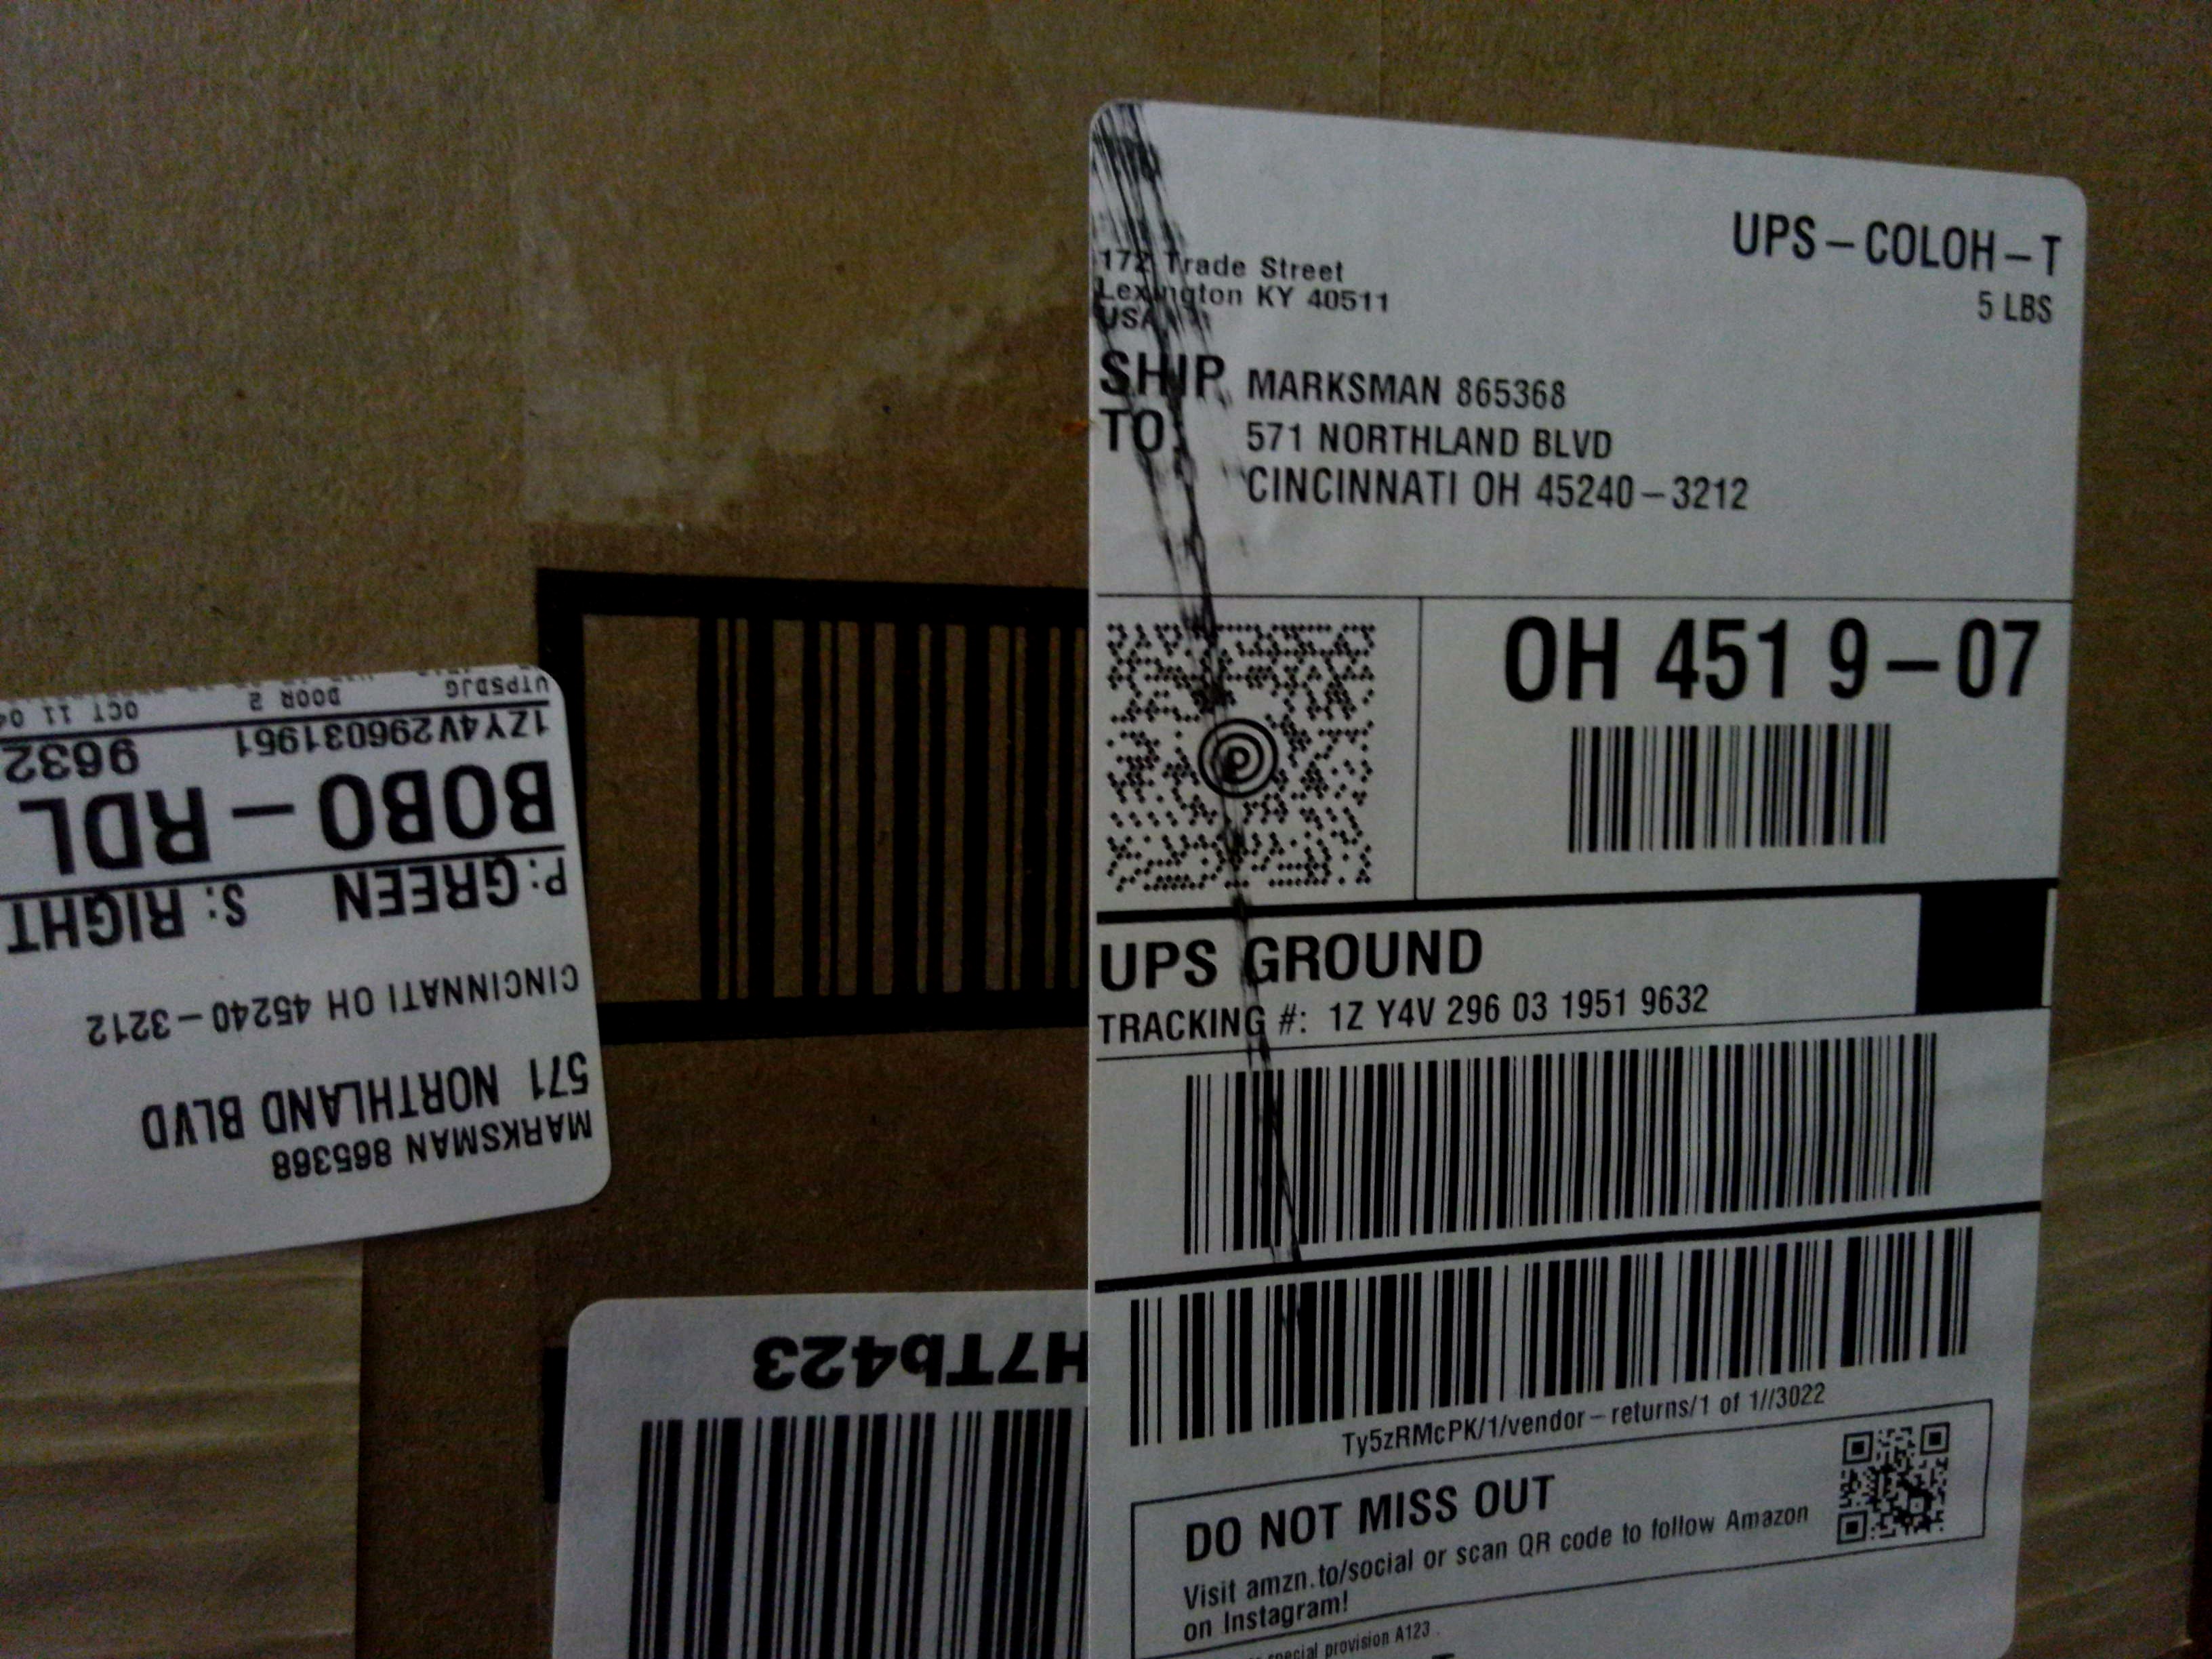 UPS – COLOH – T
5 LBS
172 Trade Street
Lexington KY 40511
USA
SHIP
TO:
MARKSMAN 865368
571 NORTHLAND BLVD
CINCINNATI OH 45240 – 3212
OH 451 9 – 07
UPS GROUND
TRACKING #: 1Z Y4V 296 03 1951 9632
Ty5zRMcPK/1/vendor – returns/1 of 1//3022
DO NOT MISS OUT
Visit amzn.to/social or scan QR code to follow Amazon
on Instagram!
special provision A123
MARKSMAN 865368
571 NORTHLAND BLVD
CINCINNATI OH 45240 – 3212
P: GREEN S: RIGHT
BOBO – RDL
1ZY4V296031951 9632
DOOR 2 OCT 11
H7Tb423